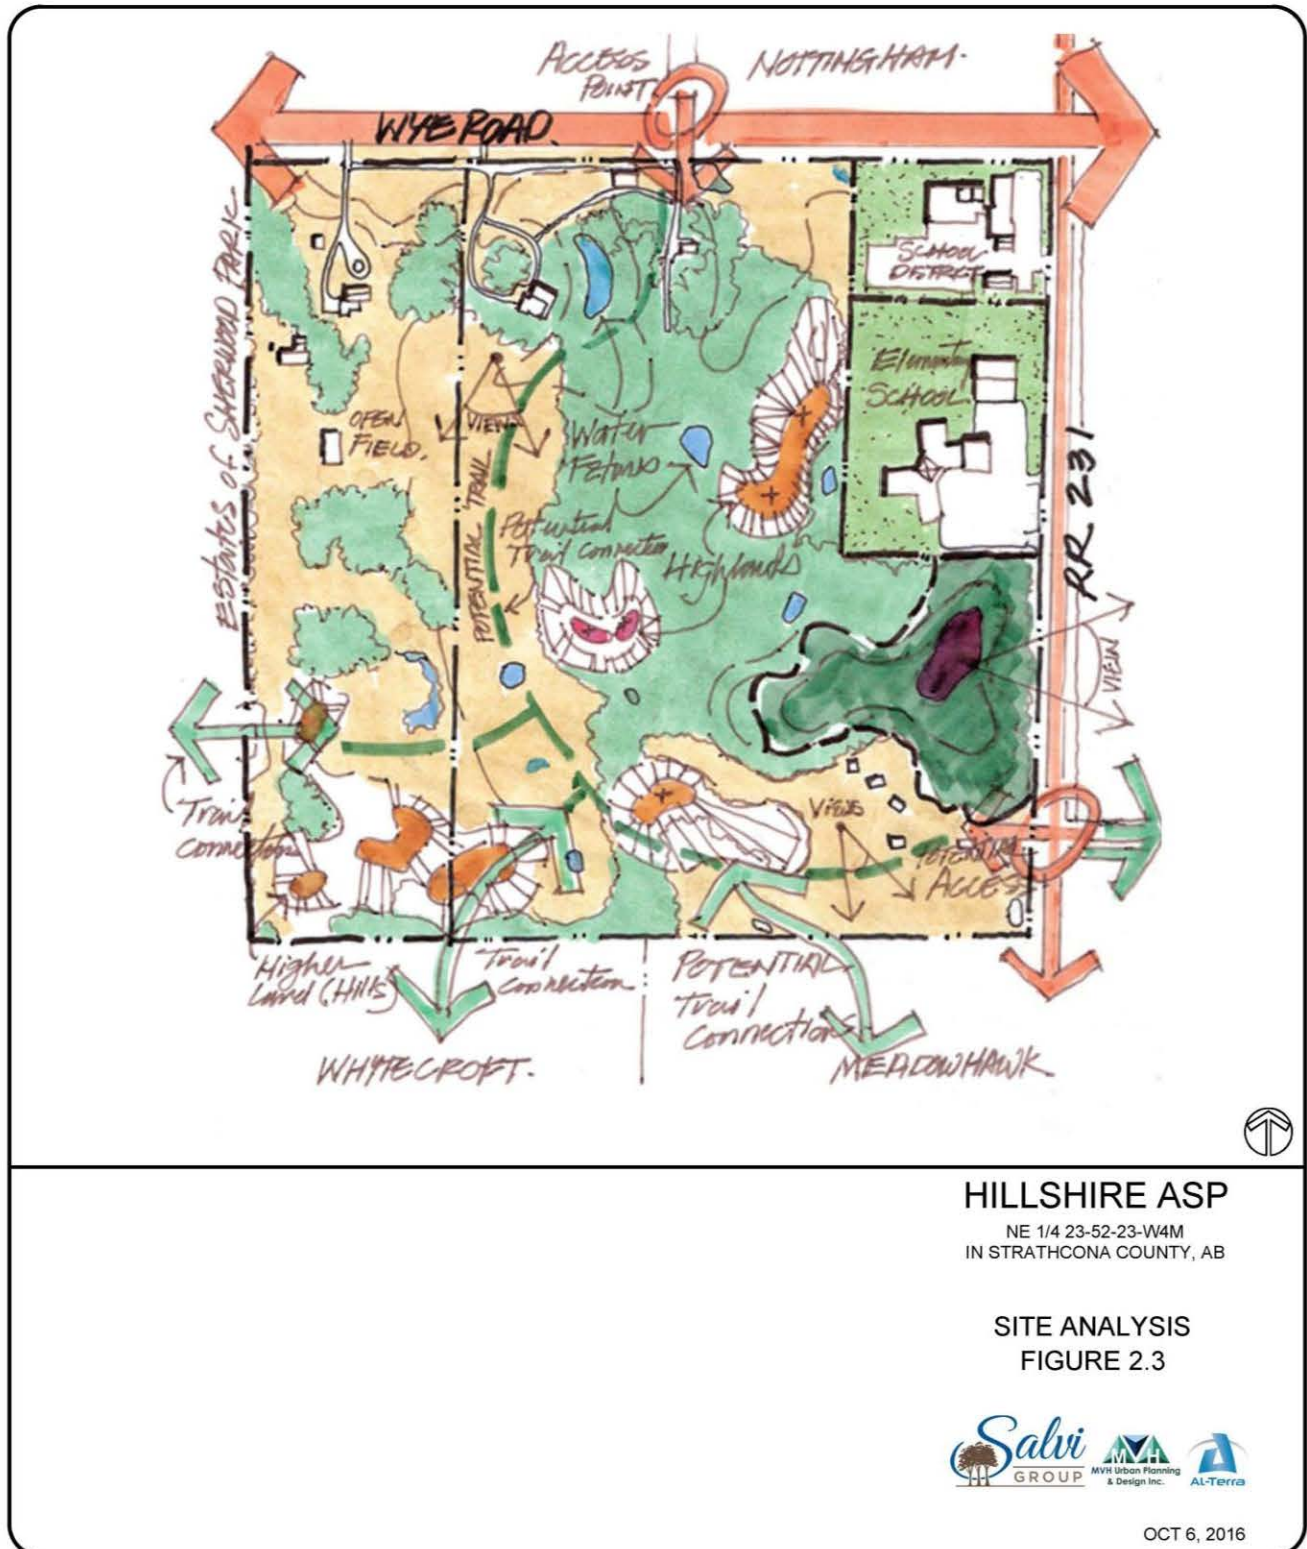 ACCESS
POINT
NOTTINGHAM.
WYE ROAD.
Estates of SHERWOOD PARK
SCHOOL
DISTRICT
Elementry
SCHOOL
OPEN
FIELD.
VIEW
Water
POTENTIAL TRAIL
Potential
Trail Connection
Highlands
RR 231
VIEW
Trail
connection
VIEWS
POTENTIAL
ACCESS
Higher
Land (Hills)
Trail
Connection
POTENTIAL
Trail
Connections
WHYTECROFT.
MEADOWHAWK
HILLSHIRE ASP
NE 1/4 23-52-23-W4M
IN STRATHCONA COUNTY, AB
SITE ANALYSIS
FIGURE 2.3
Salvi
GROUP
MVH
MVH Urban Planning
& Design Inc.
AL-Terra
OCT 6, 2016